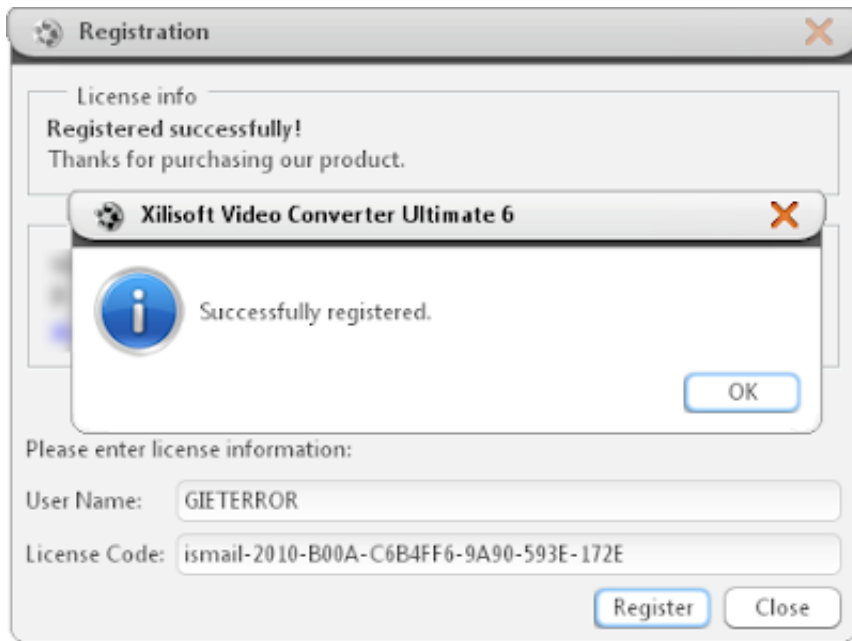 Registration
License info
Registered successfully!
Thanks for purchasing our product.
Xilisoft Video Converter Ultimate 6
Successfully registered.
OK
Please enter license information:
User Name: GIETERROR
License Code: ismail-2010-B00A-C6B4FF6-9A90-593E-172E
Register Close